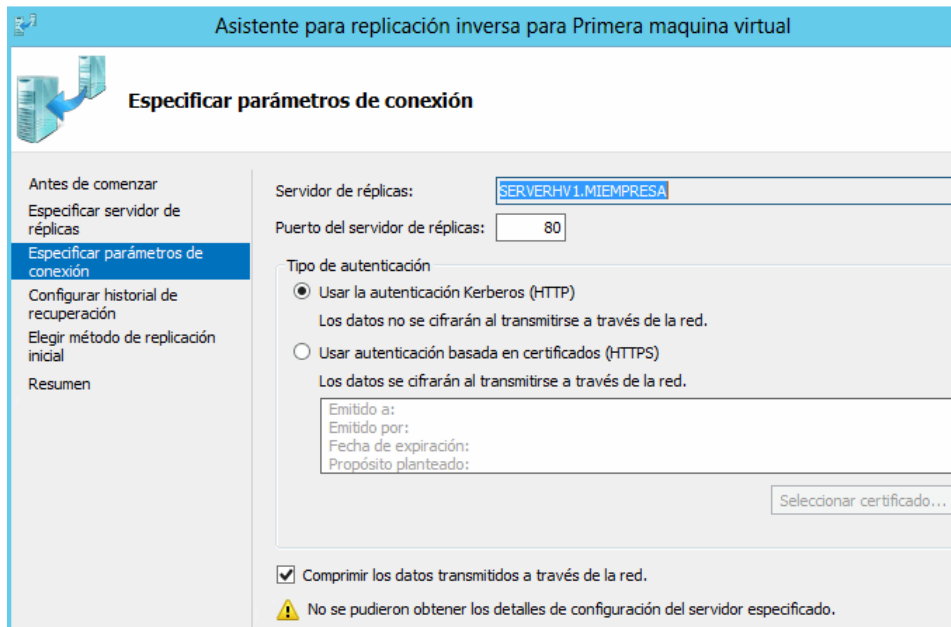 Asistente para replicación inversa para Primera maquina virtual
Especificar parámetros de conexión
Antes de comenzar
Especificar servidor de
réplicas
Especificar parámetros de
conexión
Configurar historial de
recuperación
Elegir método de replicación
inicial
Resumen
Servidor de réplicas:
SERVERHV1.MIEMPRESA
Puerto del servidor de réplicas:
80
Tipo de autenticación
Usar la autenticación Kerberos (HTTP)
Los datos no se cifrarán al transmitirse a través de la red.
Usar autenticación basada en certificados (HTTPS)
Los datos se cifrarán al transmitirse a través de la red.
Emitido a:
Emitido por:
Fecha de expiración:
Propósito planteado:
Seleccionar certificado...
Comprimir los datos transmitidos a través de la red.
No se pudieron obtener los detalles de configuración del servidor especificado.